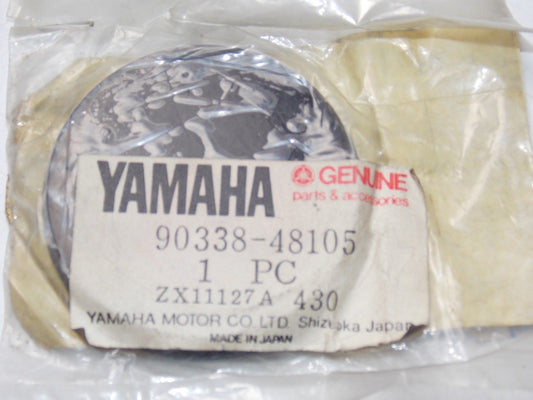 YAMAHA
GENUINE
parts & accessories
90338-48105
1 PC
ZX11127A 430
YAMAHA MOTOR CO. LTD. Shizuoka Japan
MADE IN JAPAN